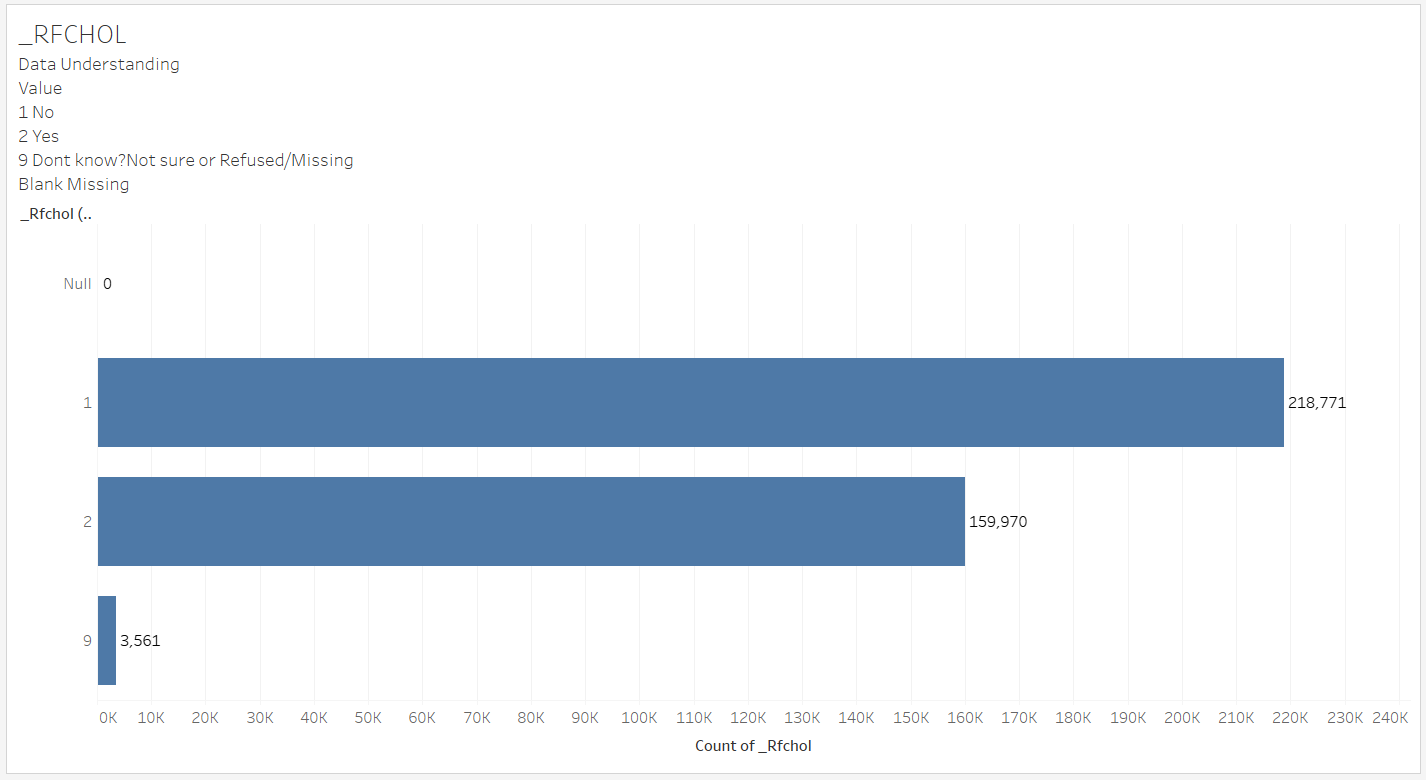 _RFCHOL
Data Understanding
Value
1 No
2 Yes
9 Dont know?Not sure or Refused/Missing
Blank Missing
_Rfchol (..
Null 0
1 218,771
2 159,970
9 3,561
0K 10K 20K 30K 40K 50K 60K 70K 80K 90K 100K 110K 120K 130K 140K 150K 160K 170K 180K 190K 200K 210K 220K 230K 240K
Count of _Rfchol